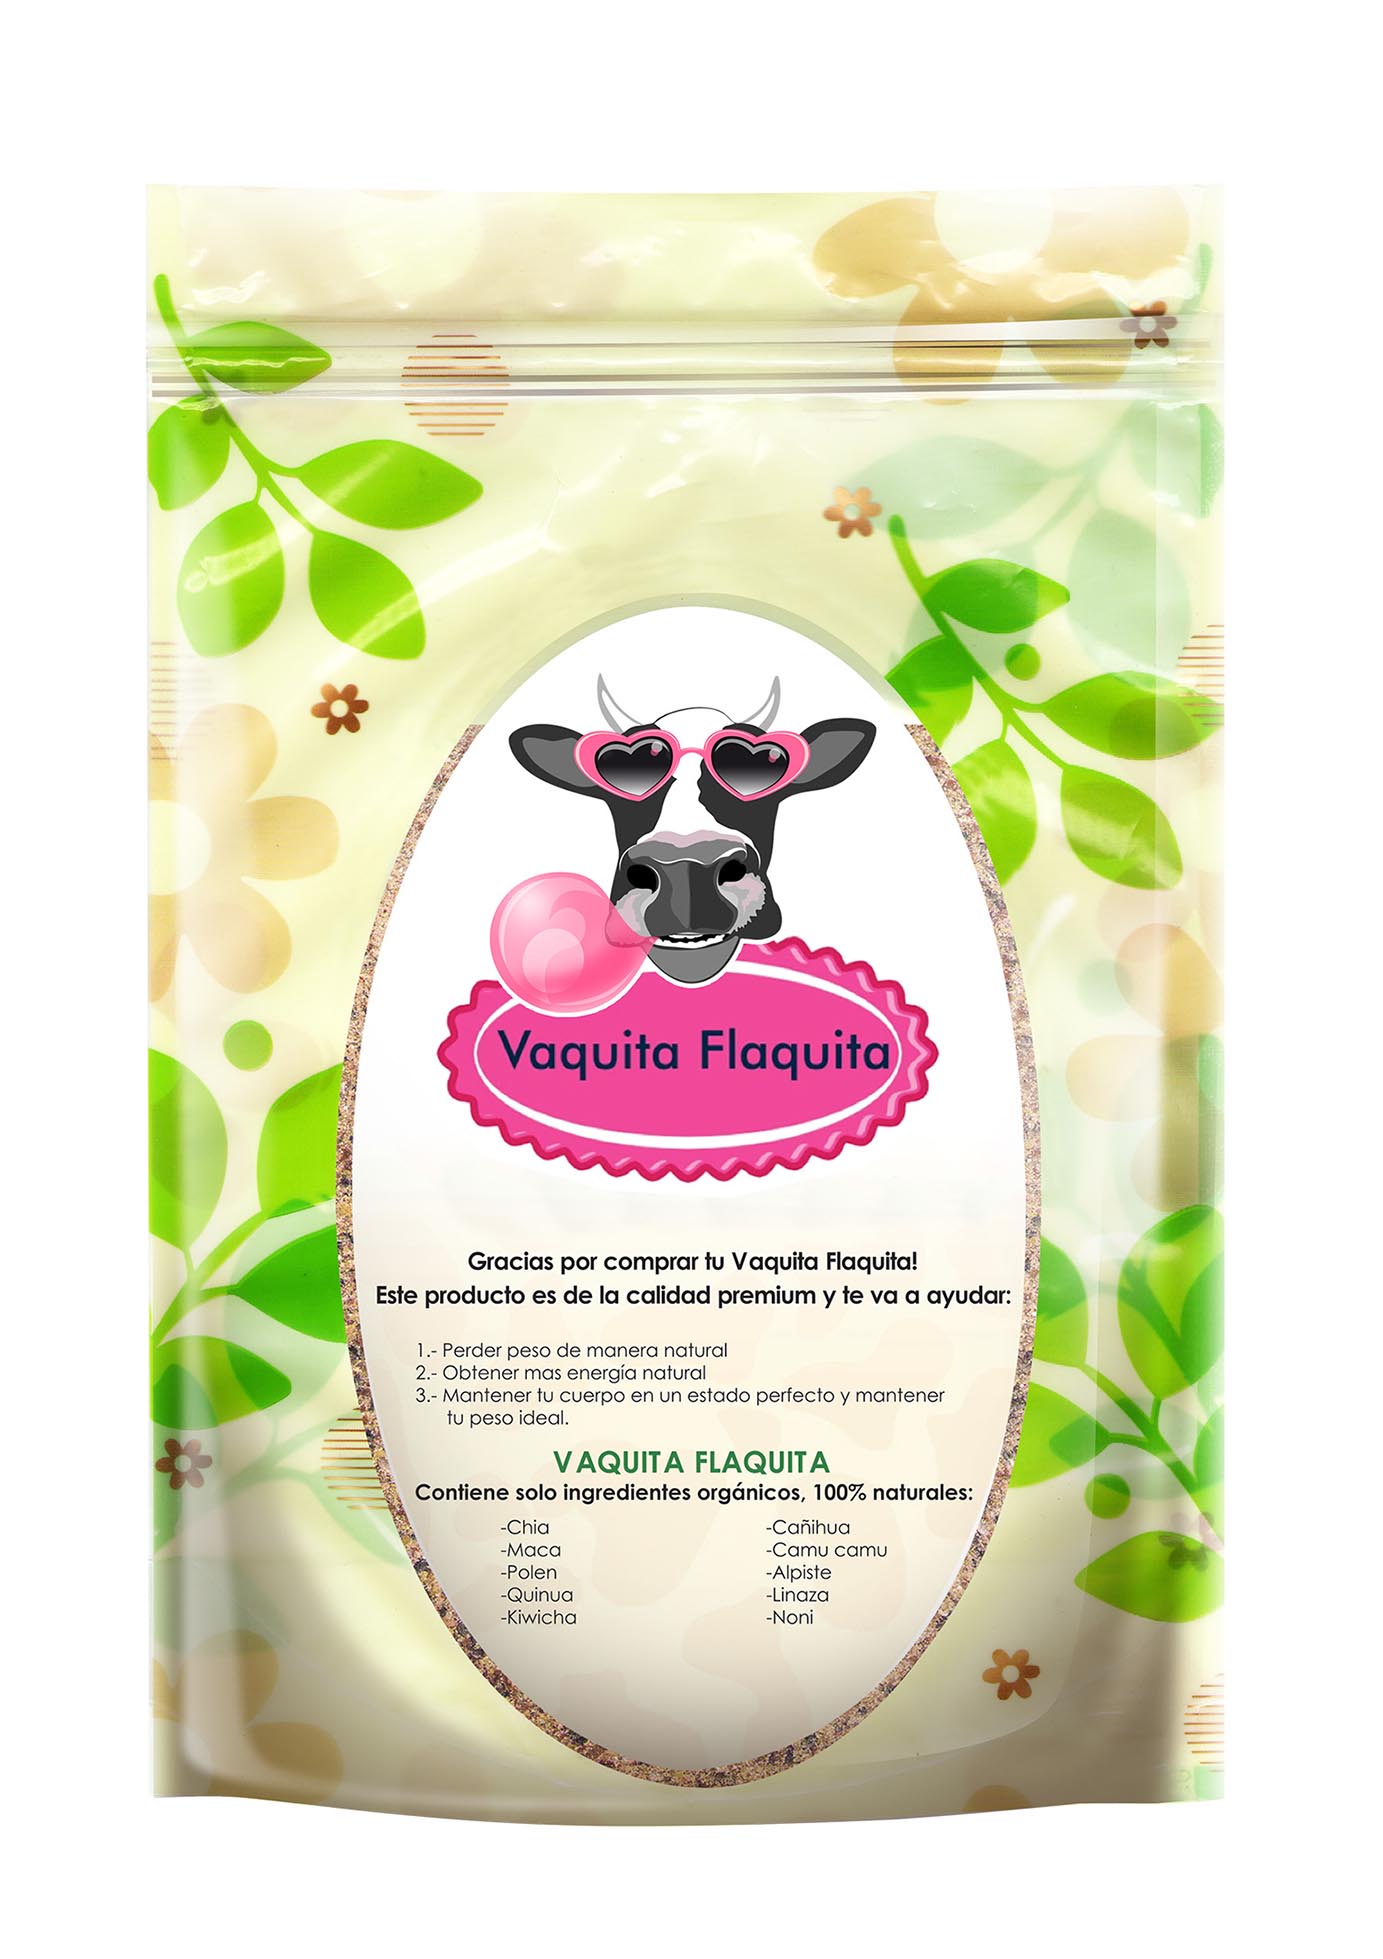 Vaquita Flaquita
Gracias por comprar tu Vaquita Flaquita!
Este producto es de la calidad premium y te va a ayudar:
1.- Perder peso de manera natural
2.- Obtener mas energía natural
3.- Mantener tu cuerpo en un estado perfecto y mantener
tu peso ideal.
VAQUITA FLAQUITA
Contiene solo ingredientes orgánicos, 100% naturales:
-Chia
-Maca
-Polen
-Quinua
-Kiwicha
-Cañihua
-Camu camu
-Alpiste
-Linaza
-Noni